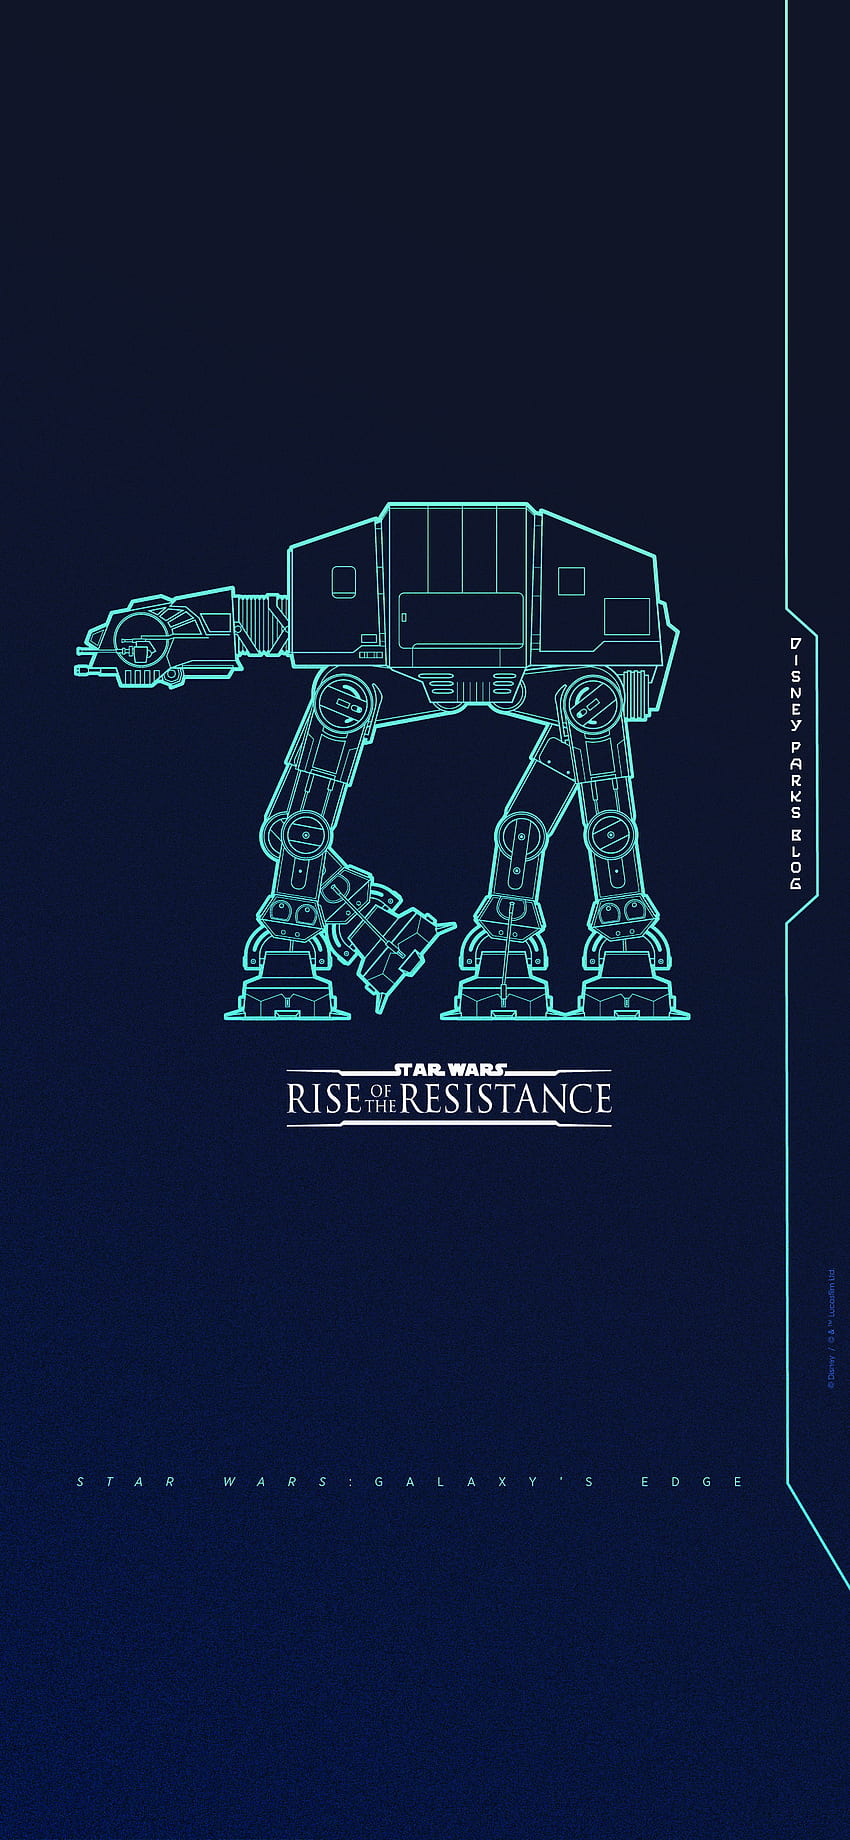 DISNEY PARKS BLOG
STAR WARS
RISE OF THE RESISTANCE
© Disney / © & ™ Lucasfilm Ltd.
STAR WARS: GALAXY'S EDGE